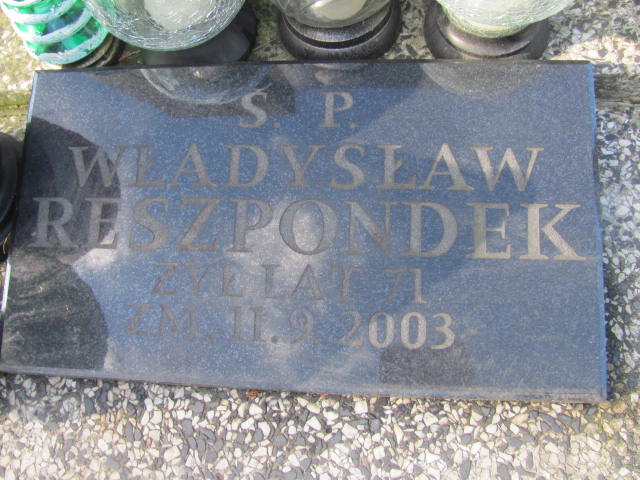 S. P.
WŁADYSŁAW
RESZPONDEK
ŻYŁ LAT 71
ZM. 11. 9. 2003